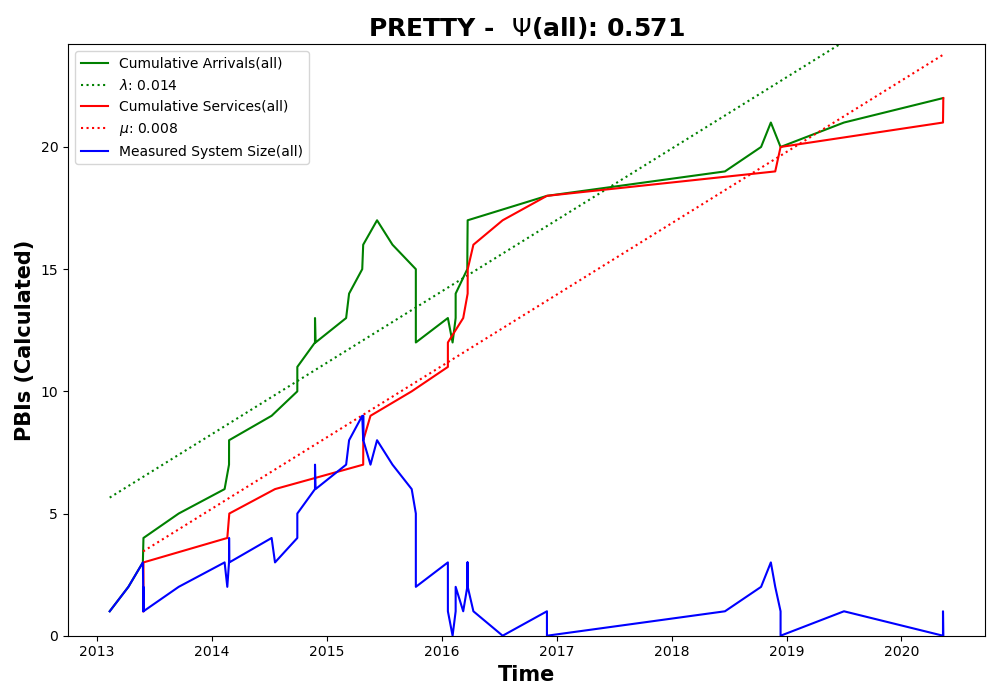 PRETTY - Ψ(all): 0.571
Cumulative Arrivals(all)
λ: 0.014
Cumulative Services(all)
μ: 0.008
Measured System Size(all)
PBIs (Calculated)
20
15
10
5
0
2013 2014 2015 2016 2017 2018 2019 2020
Time